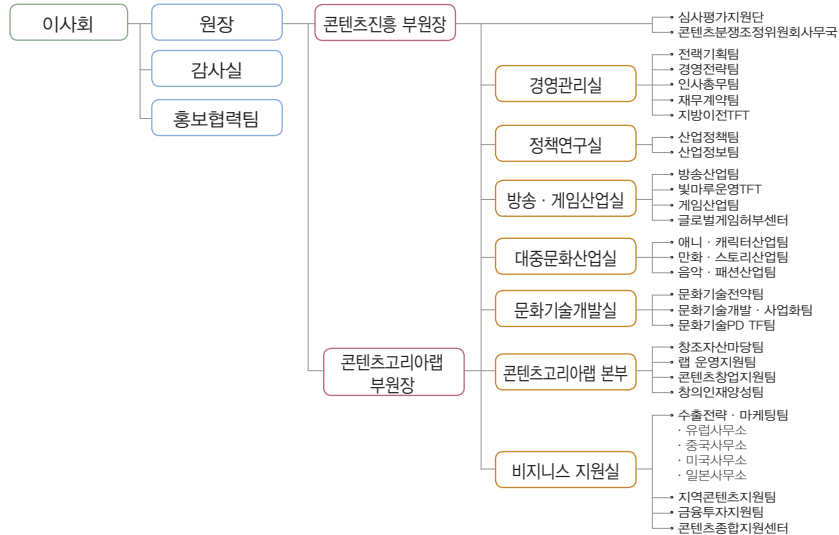 이사회
원장
감사실
홍보협력팀
콘텐츠진흥 부원장
• 심사평가지원단
• 콘텐츠분쟁조정위원회사무국
경영관리실
• 전략기획팀
• 경영전략팀
• 인사총무팀
• 재무계약팀
• 지방이전TFT
정책연구실
• 산업정책팀
• 산업정보팀
방송 · 게임산업실
• 방송산업팀
• 빛마루운영TFT
• 게임산업팀
• 글로벌게임허부센터
대중문화산업실
• 애니 · 캐릭터산업팀
• 만화 · 스토리산업팀
• 음악 · 패션산업팀
문화기술개발실
• 문화기술전약팀
• 문화기술개발 · 사업화팀
• 문화기술PD TF팀
콘텐츠고리아랩
부원장
콘텐츠고리아랩 본부
• 창조자산마당팀
• 랩 운영지원팀
• 콘텐츠창업지원팀
• 창의인재양성팀
비지니스 지원실
• 수출전략 · 마케팅팀
· 유럽사무소
· 중국사무소
· 미국사무소
· 일본사무소
• 지역콘텐츠지원팀
• 금융투자지원팀
• 콘텐츠종합지원센터